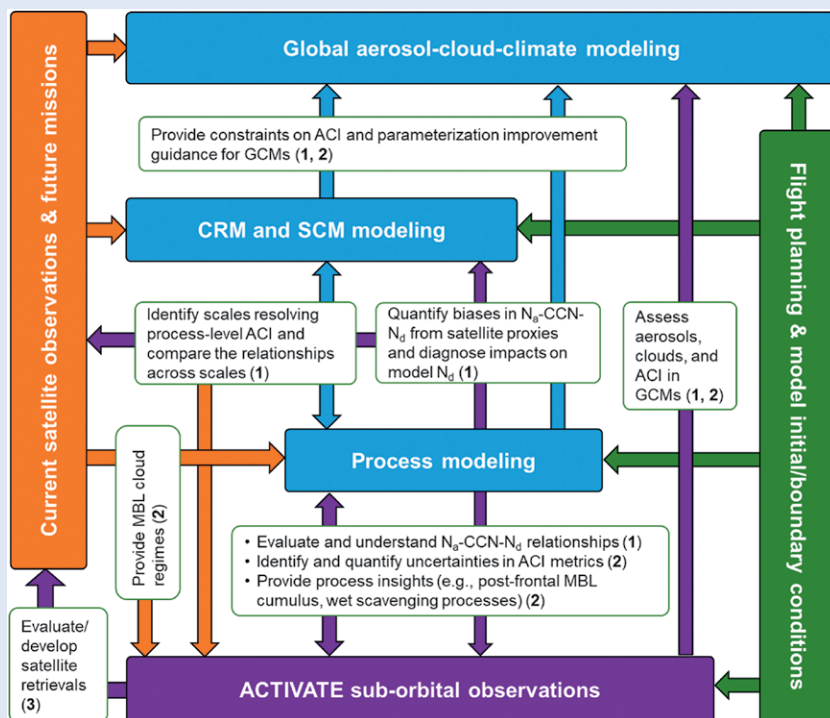 Global aerosol-cloud-climate modeling
Provide constraints on ACI and parameterization improvement
guidance for GCMs (1, 2)
CRM and SCM modeling
Identify scales resolving
process-level ACI and
compare the relationships
across scales (1)
Quantify biases in Nₐ-CCN-
N_d from satellite proxies
and diagnose impacts on
model N_d (1)
Assess
aerosols,
clouds, and
ACI in
GCMs (1, 2)
Process modeling
Provide MBL cloud
regimes (2)
• Evaluate and understand Nₐ-CCN-N_d relationships (1)
• Identify and quantify uncertainties in ACI metrics (2)
• Provide process insights (e.g., post-frontal MBL
cumulus, wet scavenging processes) (2)
Evaluate/
develop
satellite
retrievals (3)
ACTIVATE sub-orbital observations
Current satellite observations & future missions
Flight planning & model initial/boundary
conditions